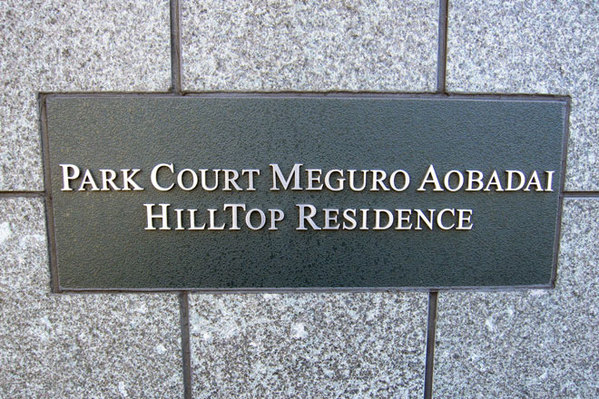 PARK COURT MEGURO AOBADAI
HILLTOP RESIDENCE